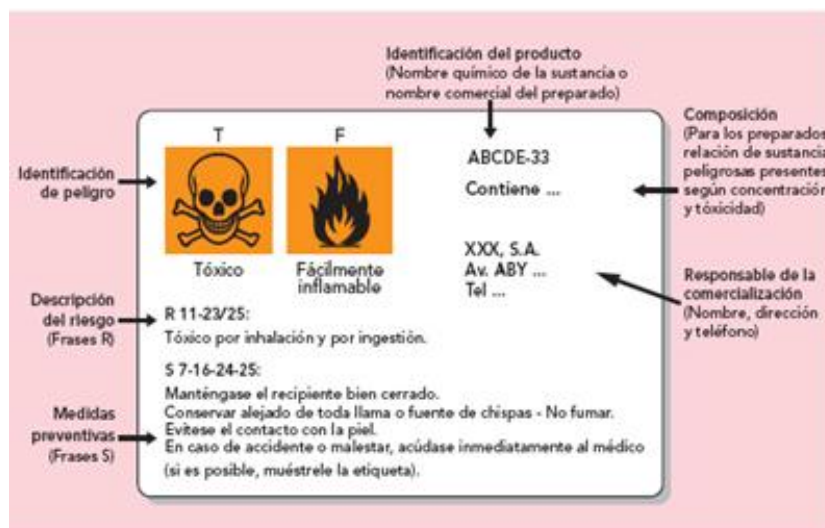 Identificación del producto
(Nombre químico de la sustancia o
nombre comercial del preparado)
Composición
(Para los preparados
relación de sustancia
peligrosas presentes
según concentración
y tóxicidad)
T
F
ABCDE-33
Contiene ...
Identificación
de peligro
XXX, S.A.
Av. ABY ...
Tel ...
Tóxico
Fácilmente
inflamable
Responsable de la
comercialización
(Nombre, dirección
y teléfono)
Descripción
del riesgo
(Frases R)
R 11-23/25:
Tóxico por inhalación y por ingestión.
S 7-16-24-25:
Manténgase el recipiente bien cerrado.
Conservar alejado de toda llama o fuente de chispas - No fumar.
Evítese el contacto con la piel.
En caso de accidente o malestar, acúdase inmediatamente al médico
(si es posible, muéstrele la etiqueta).
Medidas
preventivas
(Frases S)